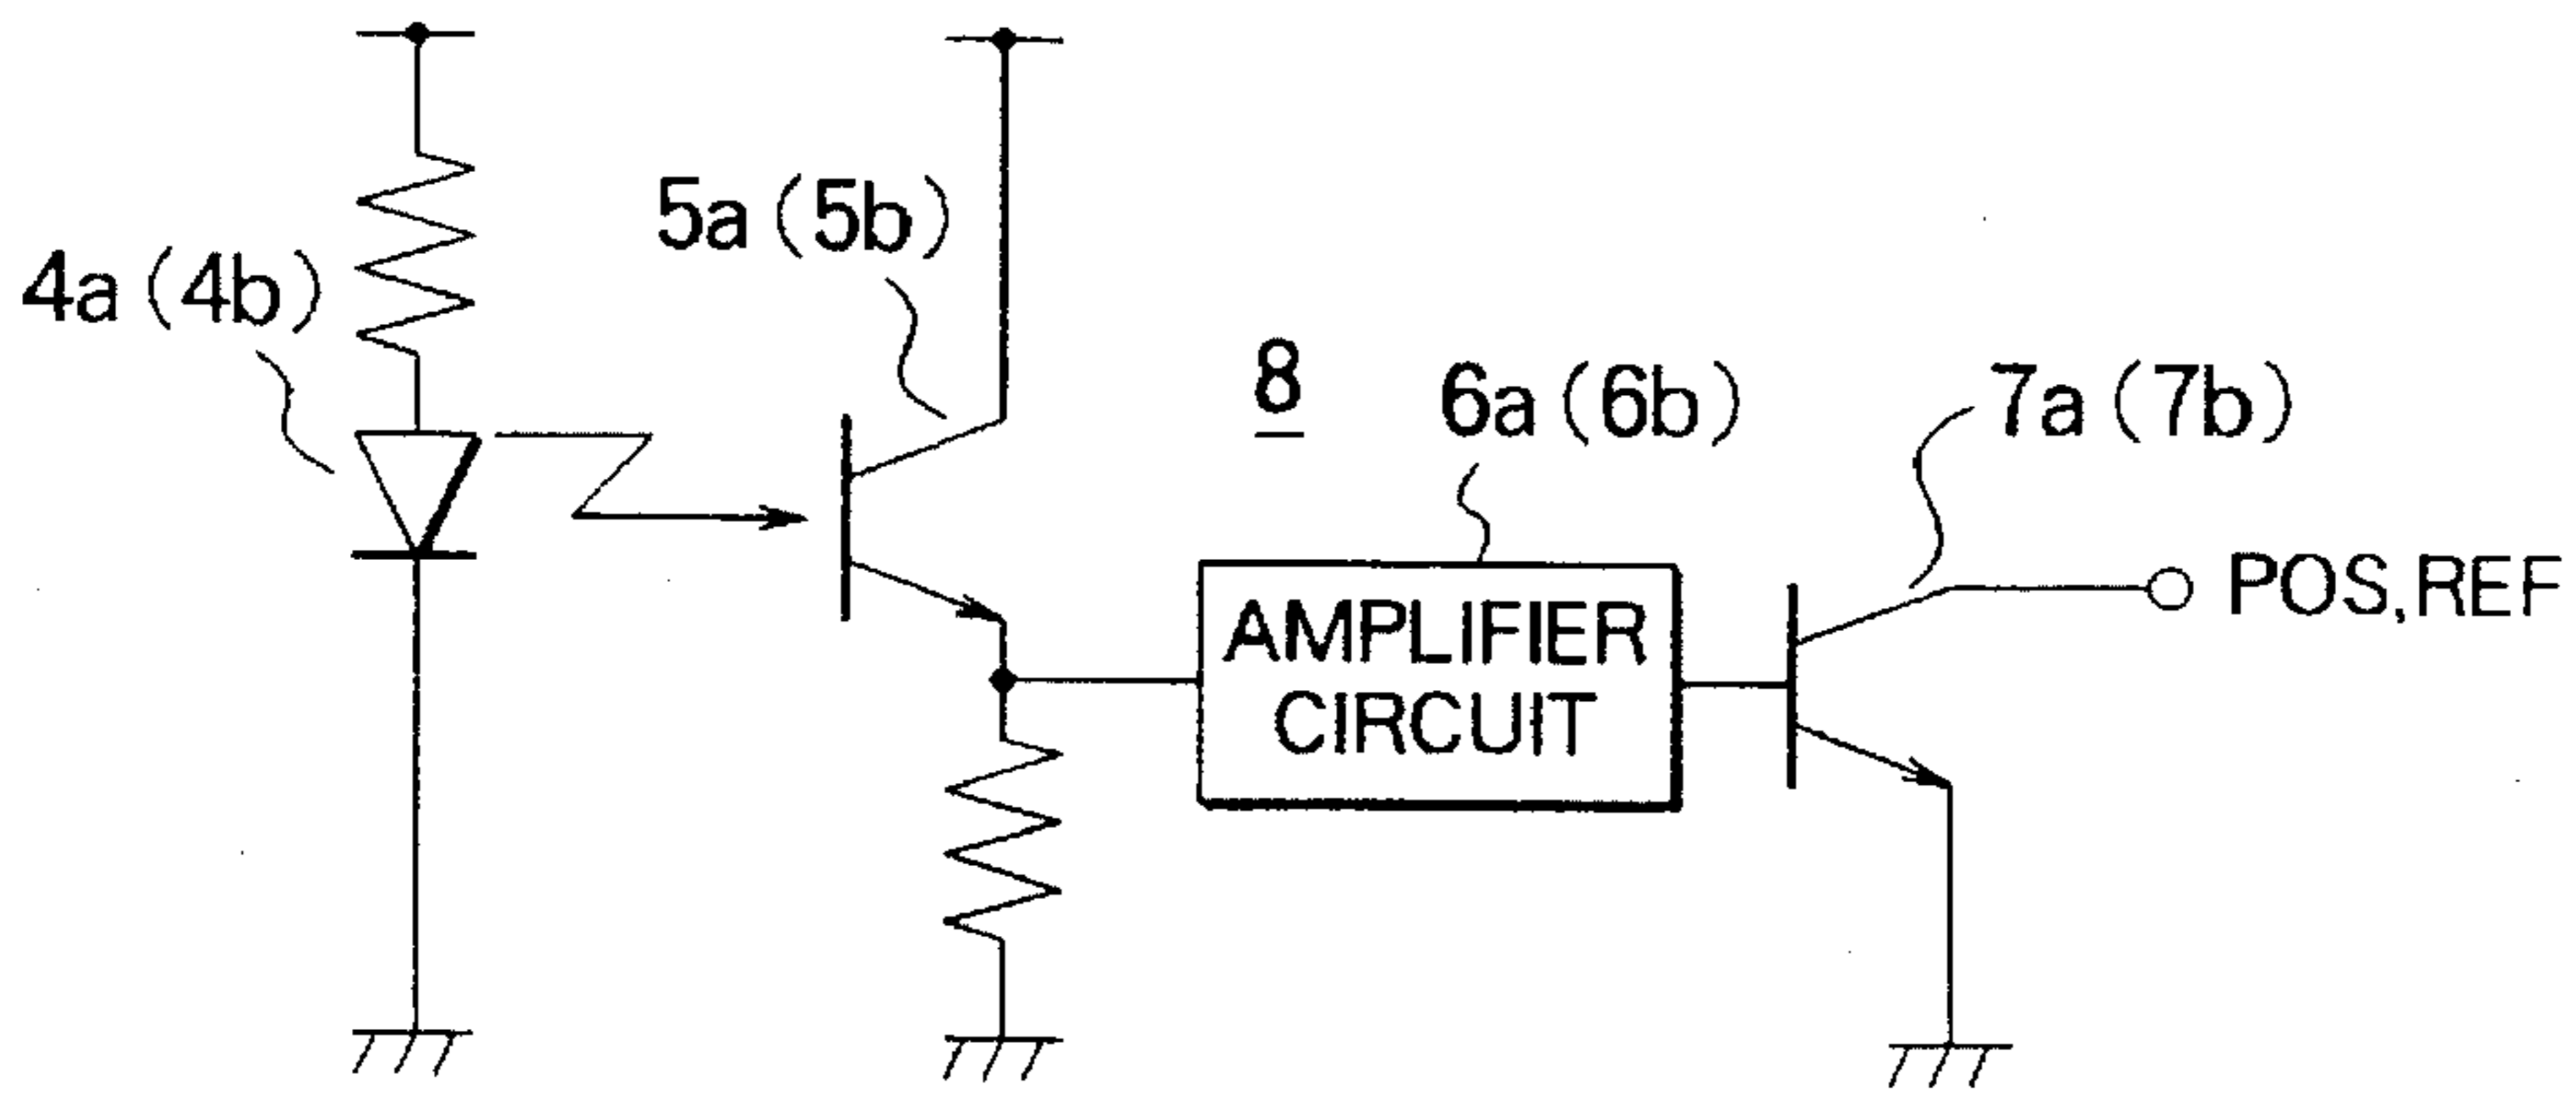 4a (4b)
5a (5b)
8
6a (6b)
7a (7b)
AMPLIFIER
CIRCUIT
POS,REF